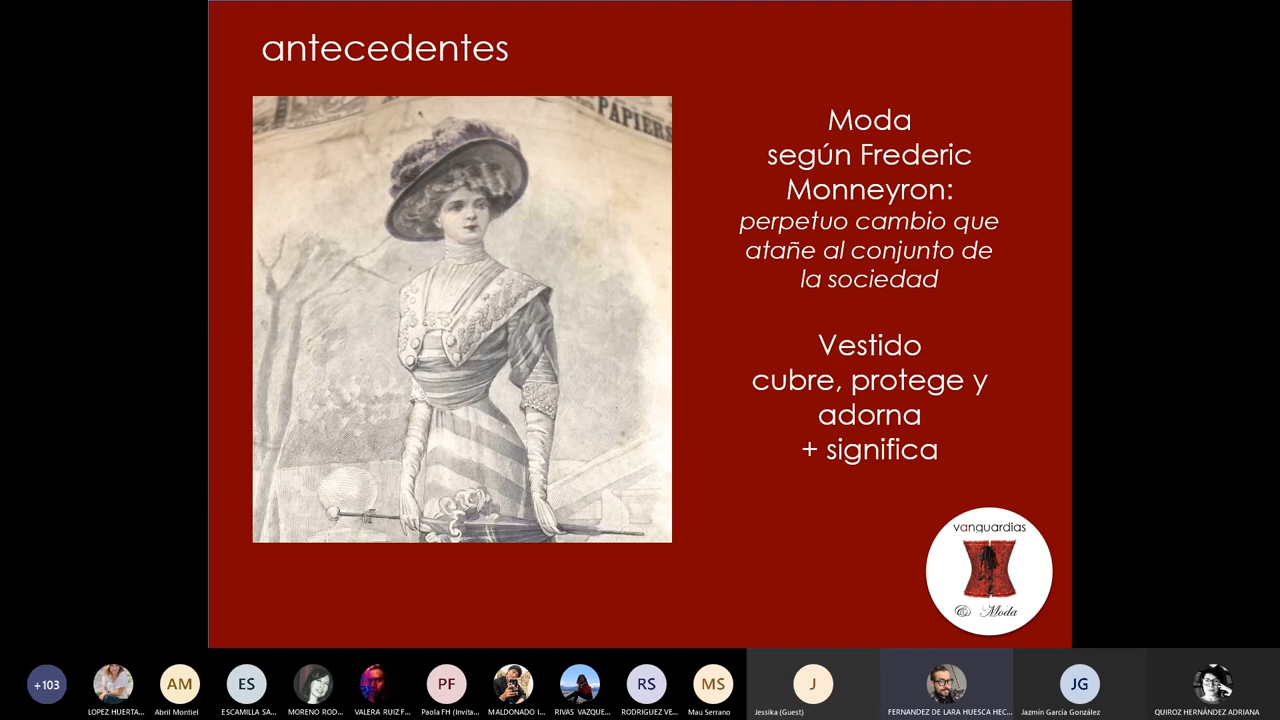 antecedentes
PAPIERS
Moda
según Frederic
Monneyron:
perpetuo cambio que
atañe al conjunto de
la sociedad
Vestido
cubre, protege y
adorna
+ significa
vanguardias
& Moda
+103
AM
ES
PF
RS
MS
J
JG
LOPEZ HUERTA...
Abril Montiel
ESCAMILLA SA...
MORENO ROD...
VALERA RUIZ F...
Paola FH (Invita...
MALDONADO I...
RIVAS VAZQUE...
RODRIGUEZ VE...
Mau Serrano
Jessika (Guest)
FERNANDEZ DE LARA HUESCA HEC...
Jazmín García González
QUIROZ HERNÁNDEZ ADRIANA